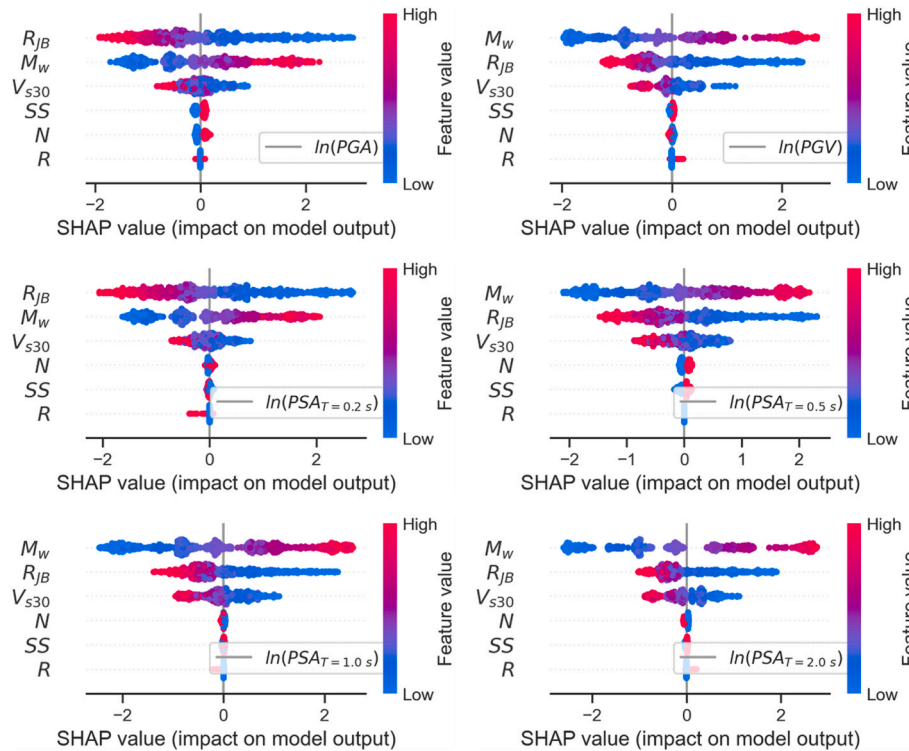 R_JB
M_w
V_s30
SS
N
R
ln(PGA)
−2 0 2
SHAP value (impact on model output)
High
Low
Feature value
M_w
R_JB
V_s30
SS
N
R
ln(PGV)
−2 −1 0 1 2
SHAP value (impact on model output)
High
Low
Feature value
R_JB
M_w
V_s30
N
SS
R
ln(PSA_T = 0.2 s)
−2 0 2
SHAP value (impact on model output)
High
Low
Feature value
M_w
R_JB
V_s30
N
SS
R
ln(PSA_T = 0.5 s)
−2 −1 0 1 2
SHAP value (impact on model output)
High
Low
Feature value
M_w
R_JB
V_s30
N
SS
R
ln(PSA_T = 1.0 s)
−2 0 2
SHAP value (impact on model output)
High
Low
Feature value
M_w
R_JB
V_s30
N
SS
R
ln(PSA_T = 2.0 s)
−2 0 2
SHAP value (impact on model output)
High
Low
Feature value